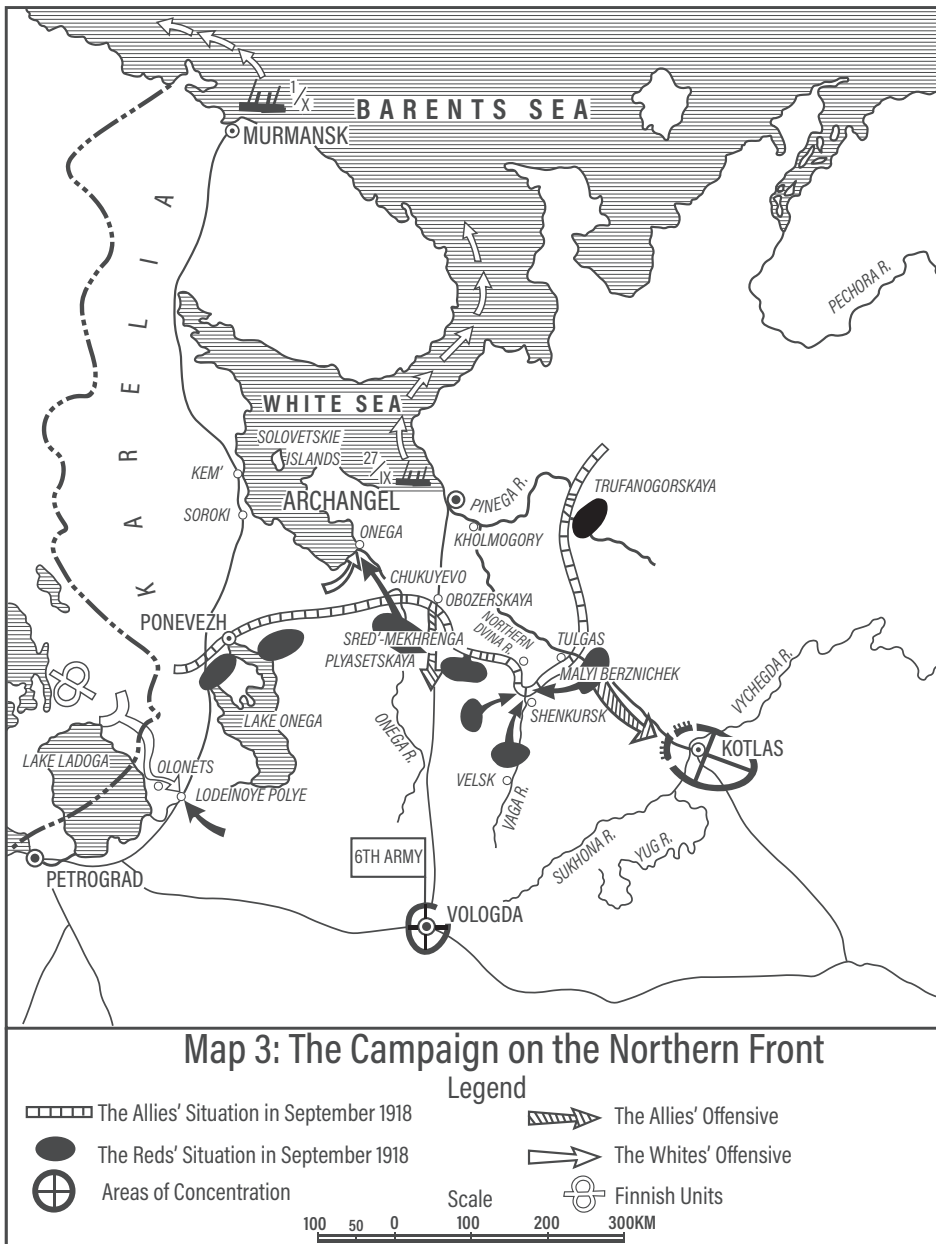 1/X
BARENTS SEA
MURMANSK
KARELIA
PECHORA R.
WHITE SEA
SOLOVETSKIE
ISLANDS
27/IX
KEM'
TRUFANOGORSKAYA
ARCHANGEL
PINEGA R.
SOROKI
ONEGA
KHOLMOGORY
CHUKUYEVO
OBOZERSKAYA
PONEVEZH
SRED'-MEKHRENGA
NORTHERN
DVINA R.
TULGAS
PLYASETSKAYA
MALYI BERZNICHEK
VYCHEGDA R.
SHENKURSK
LAKE ONEGA
ONEGA R.
KOTLAS
LAKE LADOGA
OLONETS
VELSK
LODEINOYE POLYE
VAGA R.
SUKHONA R.
YUG R.
6TH ARMY
PETROGRAD
VOLOGDA
Map 3: The Campaign on the Northern Front
Legend
The Allies' Situation in September 1918
The Allies' Offensive
The Reds' Situation in September 1918
The Whites' Offensive
Areas of Concentration
Finnish Units
Scale
100 50 0 100 200 300KM